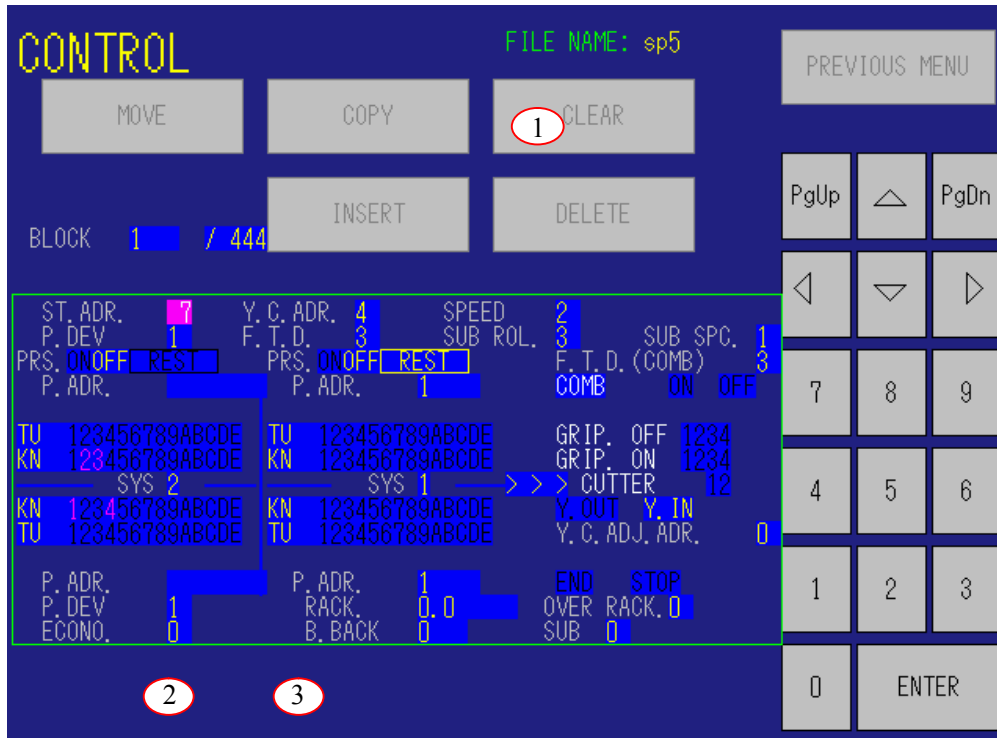 CONTROL FILE NAME: sp5 PREVIOUS MENU
MOVE COPY 1 CLEAR
INSERT DELETE PgUp PgDn
BLOCK 1 / 444
ST.ADR. 7 Y.C.ADR. 4 SPEED 2
P.DEV 1 F.T.D. 3 SUB ROL. 3 SUB SPC. 1
PRS. ON OFF REST PRS. ON OFF REST F.T.D.(COMB) 3
P.ADR. P.ADR. 1 COMB ON OFF 7 8 9
TU 123456789ABCDE TU 123456789ABCDE GRIP. OFF 1234
KN 123456789ABCDE KN 123456789ABCDE GRIP. ON 1234
SYS 2 SYS 1 >>> CUTTER 12 4 5 6
KN 123456789ABCDE KN 123456789ABCDE Y.OUT Y.IN
TU 123456789ABCDE TU 123456789ABCDE Y.C.ADJ.ADR. 0
P.ADR. P.ADR. 1 END STOP 1 2 3
P.DEV 1 RACK. 0.0 OVER RACK. 0
ECONO. 0 B.BACK 0 SUB 0
2 3 0 ENTER